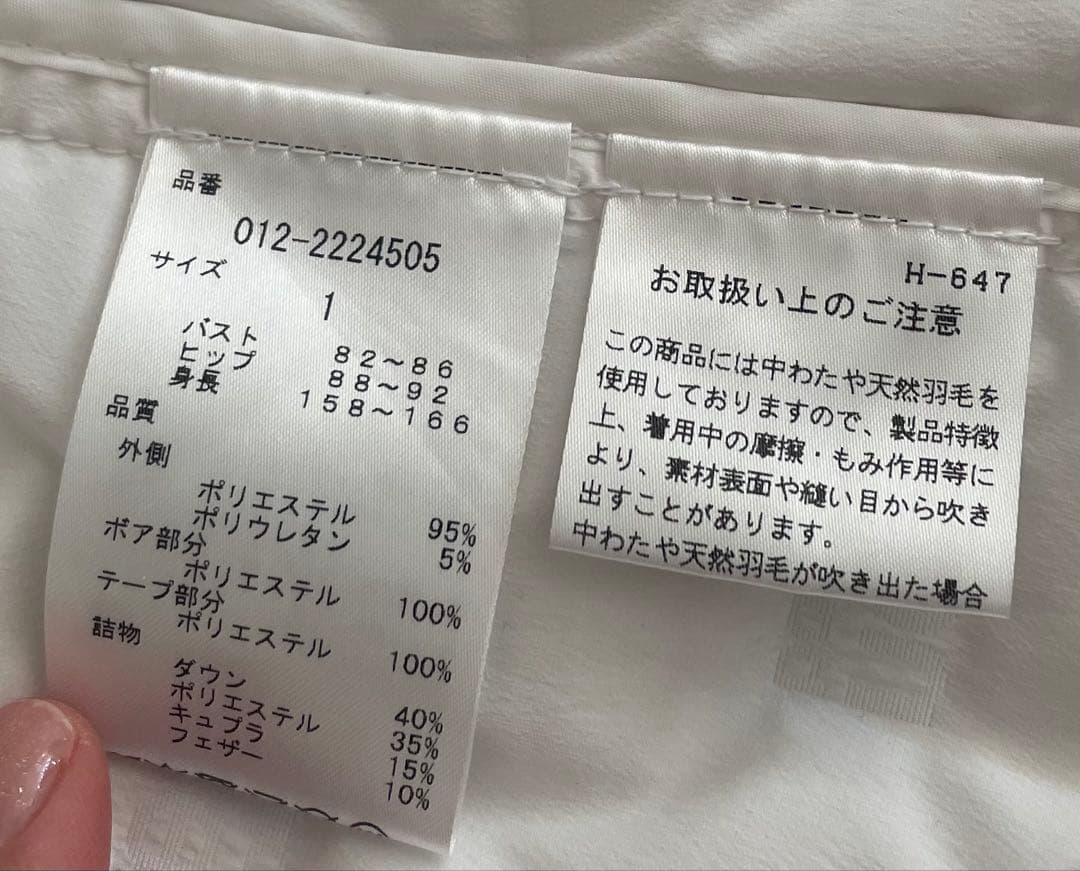 品番
012-2224505
サイズ
1
バスト 82～86
ヒップ 88～92
身長 158～166
品質
外側
ポリエステル 95%
ポリウレタン 5%
ボア部分
ポリエステル 100%
テープ部分
ポリエステル 100%
詰物
ダウン 40%
ポリエステル 35%
キュプラ 15%
フェザー 10%
H-647
お取扱い上のご注意
この商品には中わたや天然羽毛を
使用しておりますので、製品特徴
上、着用中の摩擦・もみ作用等に
より、素材表面や縫い目から吹き
出すことがあります。
中わたや天然羽毛が吹き出た場合